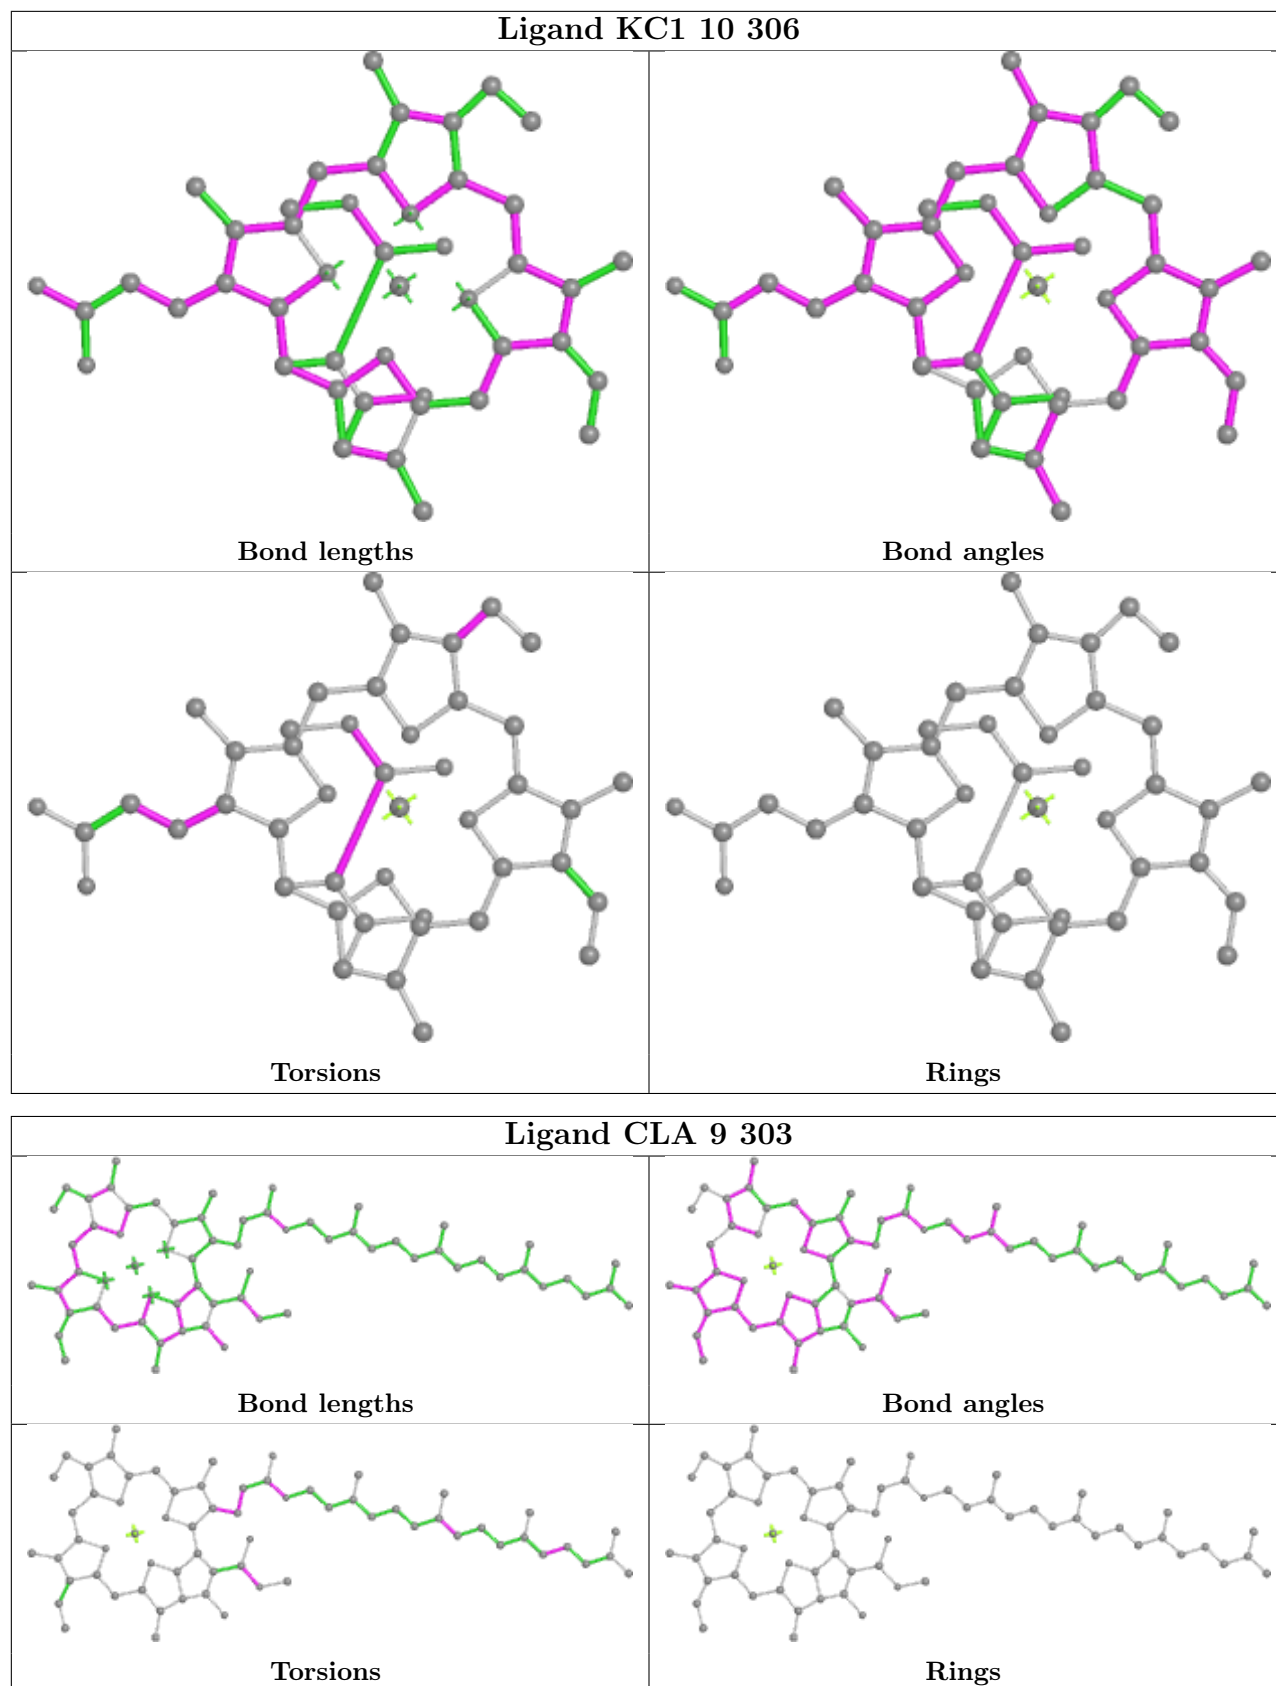 Ligand KC1 10 306
Bond lengths
Bond angles
Torsions
Rings
Ligand CLA 9 303
Bond lengths
Bond angles
Torsions
Rings